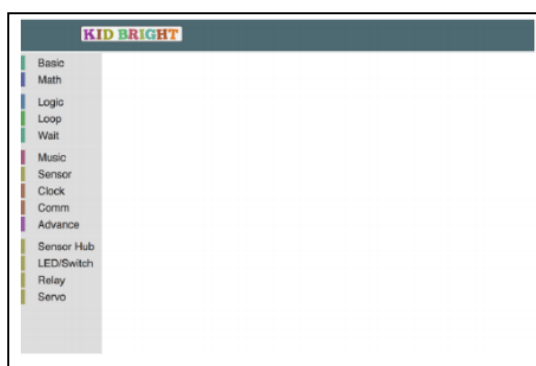 KID BRIGHT
Basic
Math
Logic
Loop
Wait
Music
Sensor
Clock
Comm
Advance
Sensor Hub
LED/Switch
Relay
Servo